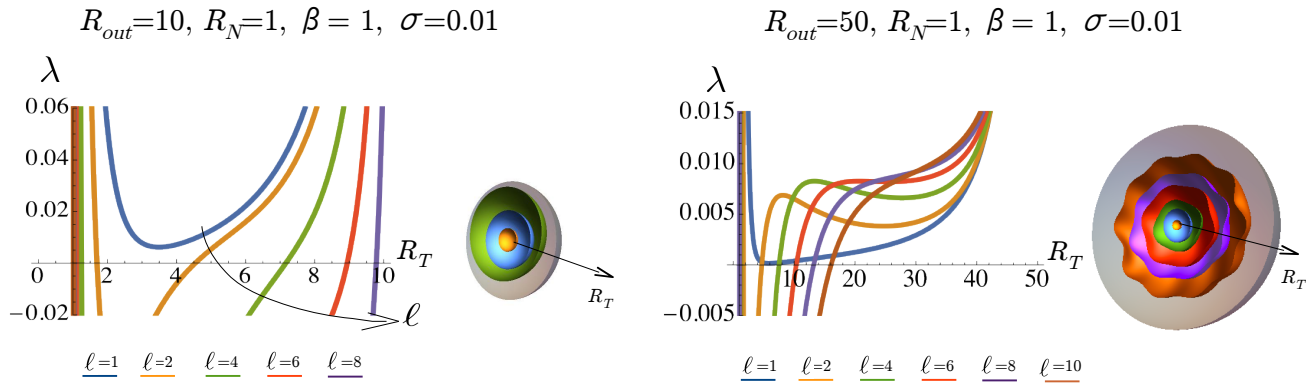 R_out=10, R_N=1, β = 1, σ=0.01
λ
0.06
0.04
0.02
0 2 4 6 8 10 R_T
−0.02
ℓ
R_T
ℓ=1 ℓ=2 ℓ=4 ℓ=6 ℓ=8
R_out=50, R_N=1, β = 1, σ=0.01
λ
0.015
0.010
0.005
10 20 30 40 50 R_T
−0.005
R_T
ℓ=1 ℓ=2 ℓ=4 ℓ=6 ℓ=8 ℓ=10